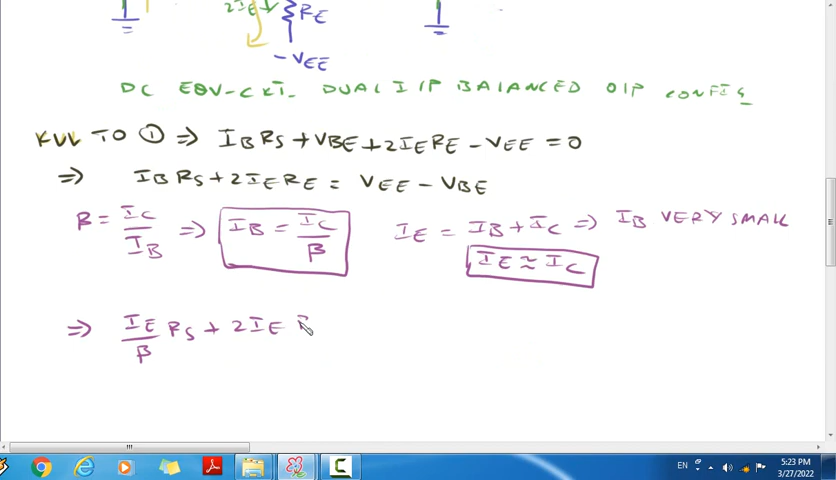 2IE RE
-VEE
DC EQV-CKT. DUAL I/P BALANCED O/P CONFIG
KVL TO ① ⇒ IBRS + VBE + 2IERE - VEE = 0
⇒ IBRS + 2IERE = VEE - VBE
β = IC/IB ⇒ IB = IC/β IE = IB + IC ⇒ IB VERY SMALL
IE ≈ IC
⇒ IE/β RS + 2IE
EN 5:23 PM
3/27/2022